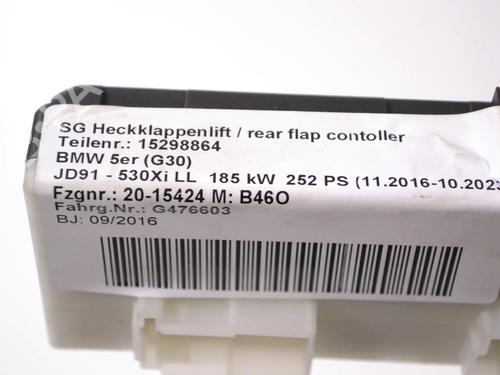 SG Heckklappenlift / rear flap contoller
Teilenr.: 15298864
BMW 5er (G30)
JD91 - 530Xi LL 185 kW 252 PS (11.2016-10.202
Fzgnr.: 20-15424 M: B46O
Fahrg.Nr.: G476603
BJ: 09/2016